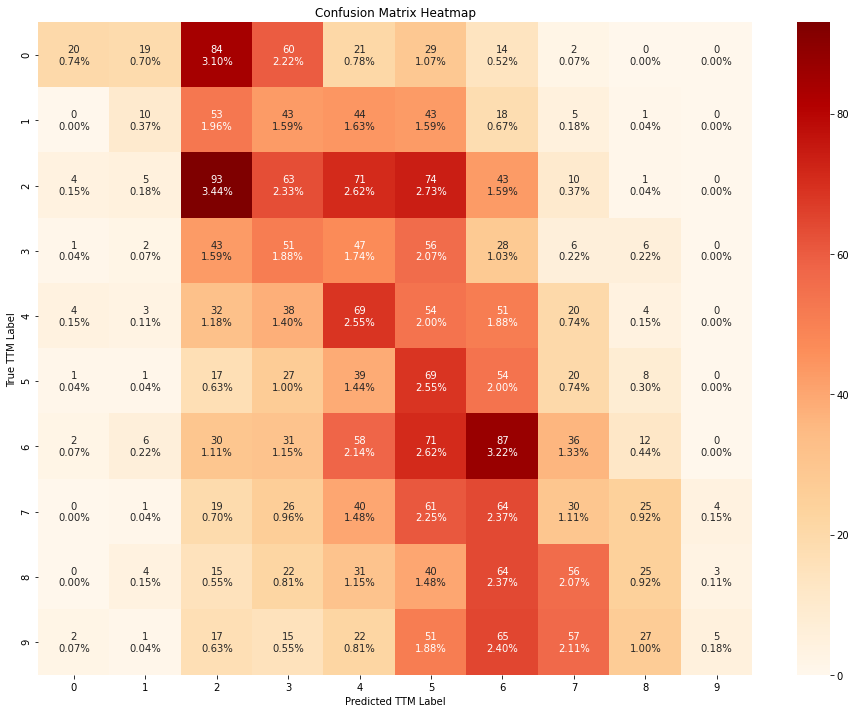 Confusion Matrix Heatmap
20 19 84 60 21 29 14 2 0 0
0.74% 0.70% 3.10% 2.22% 0.78% 1.07% 0.52% 0.07% 0.00% 0.00%
0
0 10 53 43 44 43 18 5 1 0
0.00% 0.37% 1.96% 1.59% 1.63% 1.59% 0.67% 0.18% 0.04% 0.00%
1
80
4 5 93 63 71 74 43 10 1 0
0.15% 0.18% 3.44% 2.33% 2.62% 2.73% 1.59% 0.37% 0.04% 0.00%
2
1 2 43 51 47 56 28 6 6 0
0.04% 0.07% 1.59% 1.88% 1.74% 2.07% 1.03% 0.22% 0.22% 0.00%
3
60
True TTM Label
4 3 32 38 69 54 51 20 4 0
0.15% 0.11% 1.18% 1.40% 2.55% 2.00% 1.88% 0.74% 0.15% 0.00%
4
1 1 17 27 39 69 54 20 8 0
0.04% 0.04% 0.63% 1.00% 1.44% 2.55% 2.00% 0.74% 0.30% 0.00%
5
40
2 6 30 31 58 71 87 36 12 0
0.07% 0.22% 1.11% 1.15% 2.14% 2.62% 3.22% 1.33% 0.44% 0.00%
6
0 1 19 26 40 61 64 30 25 4
0.00% 0.04% 0.70% 0.96% 1.48% 2.25% 2.37% 1.11% 0.92% 0.15%
7
20
0 4 15 22 31 40 64 56 25 3
0.00% 0.15% 0.55% 0.81% 1.15% 1.48% 2.37% 2.07% 0.92% 0.11%
8
2 1 17 15 22 51 65 57 27 5
0.07% 0.04% 0.63% 0.55% 0.81% 1.88% 2.40% 2.11% 1.00% 0.18%
9
0
0 1 2 3 4 5 6 7 8 9
Predicted TTM Label